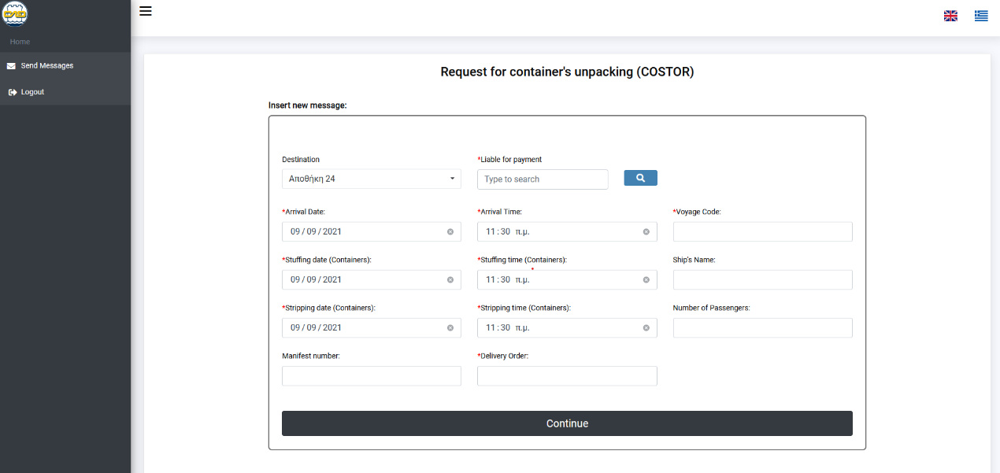 ΟΛΘ
Home
Send Messages
Logout
Request for container's unpacking (COSTOR)
Insert new message:
Destination
*Liable for payment
Αποθήκη 24
Type to search
*Arrival Date:
*Arrival Time:
*Voyage Code:
09 / 09 / 2021
11 : 30 π.μ.
*Stuffing date (Containers):
*Stuffing time (Containers):
Ship's Name:
09 / 09 / 2021
11 : 30 π.μ.
*Stripping date (Containers):
*Stripping time (Containers):
Number of Passengers:
09 / 09 / 2021
11 : 30 π.μ.
Manifest number:
*Delivery Order:
Continue